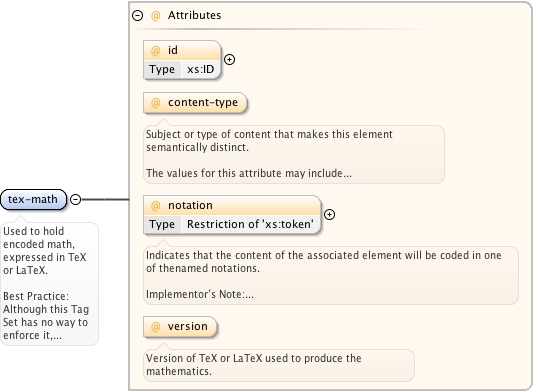 @ Attributes
@ id
Type xs:ID
@ content-type
Subject or type of content that makes this element
semantically distinct.
The values for this attribute may include...
tex-math
Used to hold
encoded math,
expressed in TeX
or LaTeX.
Best Practice:
Although this Tag
Set has no way to
enforce it,...
@ notation
Type Restriction of 'xs:token'
Indicates that the content of the associated element will be coded in one
of thenamed notations.
Implementor's Note:...
@ version
Version of TeX or LaTeX used to produce the
mathematics.